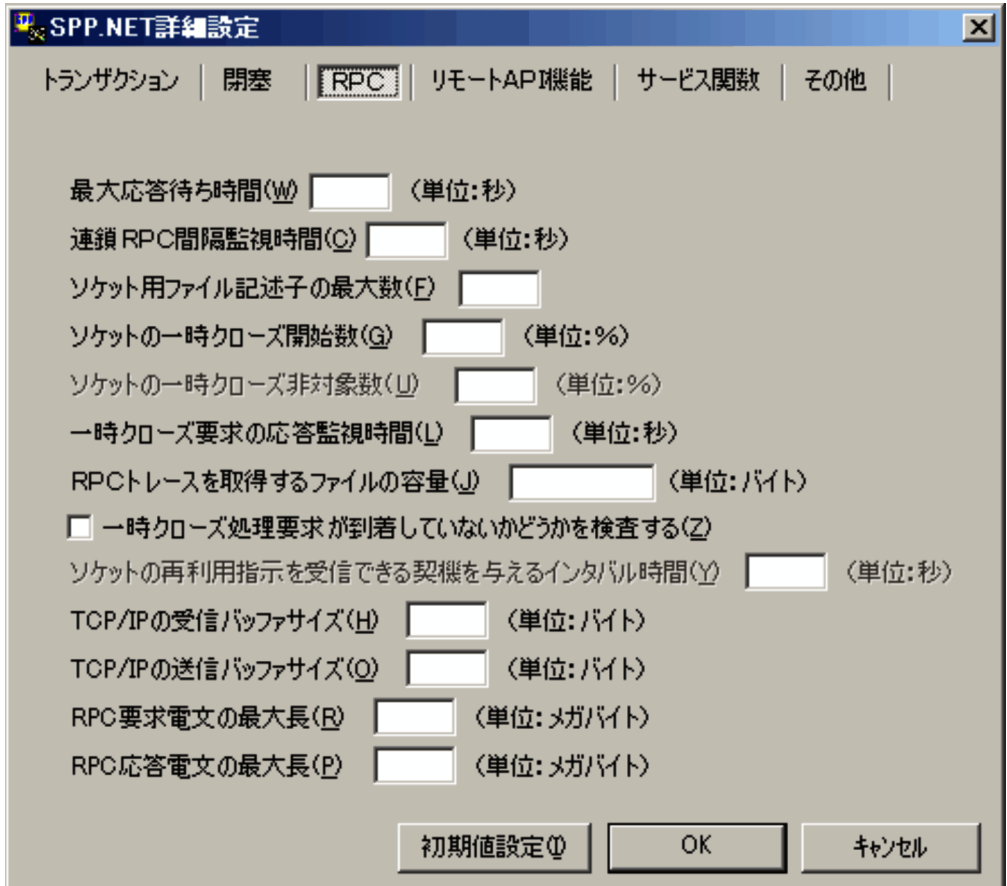 SPP.NET詳細設定
トランザクション 閉塞 RPC リモートAPI機能 サービス関数 その他
最大応答待ち時間(W) (単位:秒)
連鎖RPC間隔監視時間(C) (単位:秒)
ソケット用ファイル記述子の最大数(F)
ソケットの一時クローズ開始数(G) (単位:%)
ソケットの一時クローズ非対象数(U) (単位:%)
一時クローズ要求の応答監視時間(L) (単位:秒)
RPCトレースを取得するファイルの容量(J) (単位:バイト)
一時クローズ処理要求が到着していないかどうかを検査する(Z)
ソケットの再利用指示を受信できる契機を与えるインタバル時間(Y) (単位:秒)
TCP/IPの受信バッファサイズ(H) (単位:バイト)
TCP/IPの送信バッファサイズ(O) (単位:バイト)
RPC要求電文の最大長(R) (単位:メガバイト)
RPC応答電文の最大長(P) (単位:メガバイト)
初期値設定(I) OK キャンセル